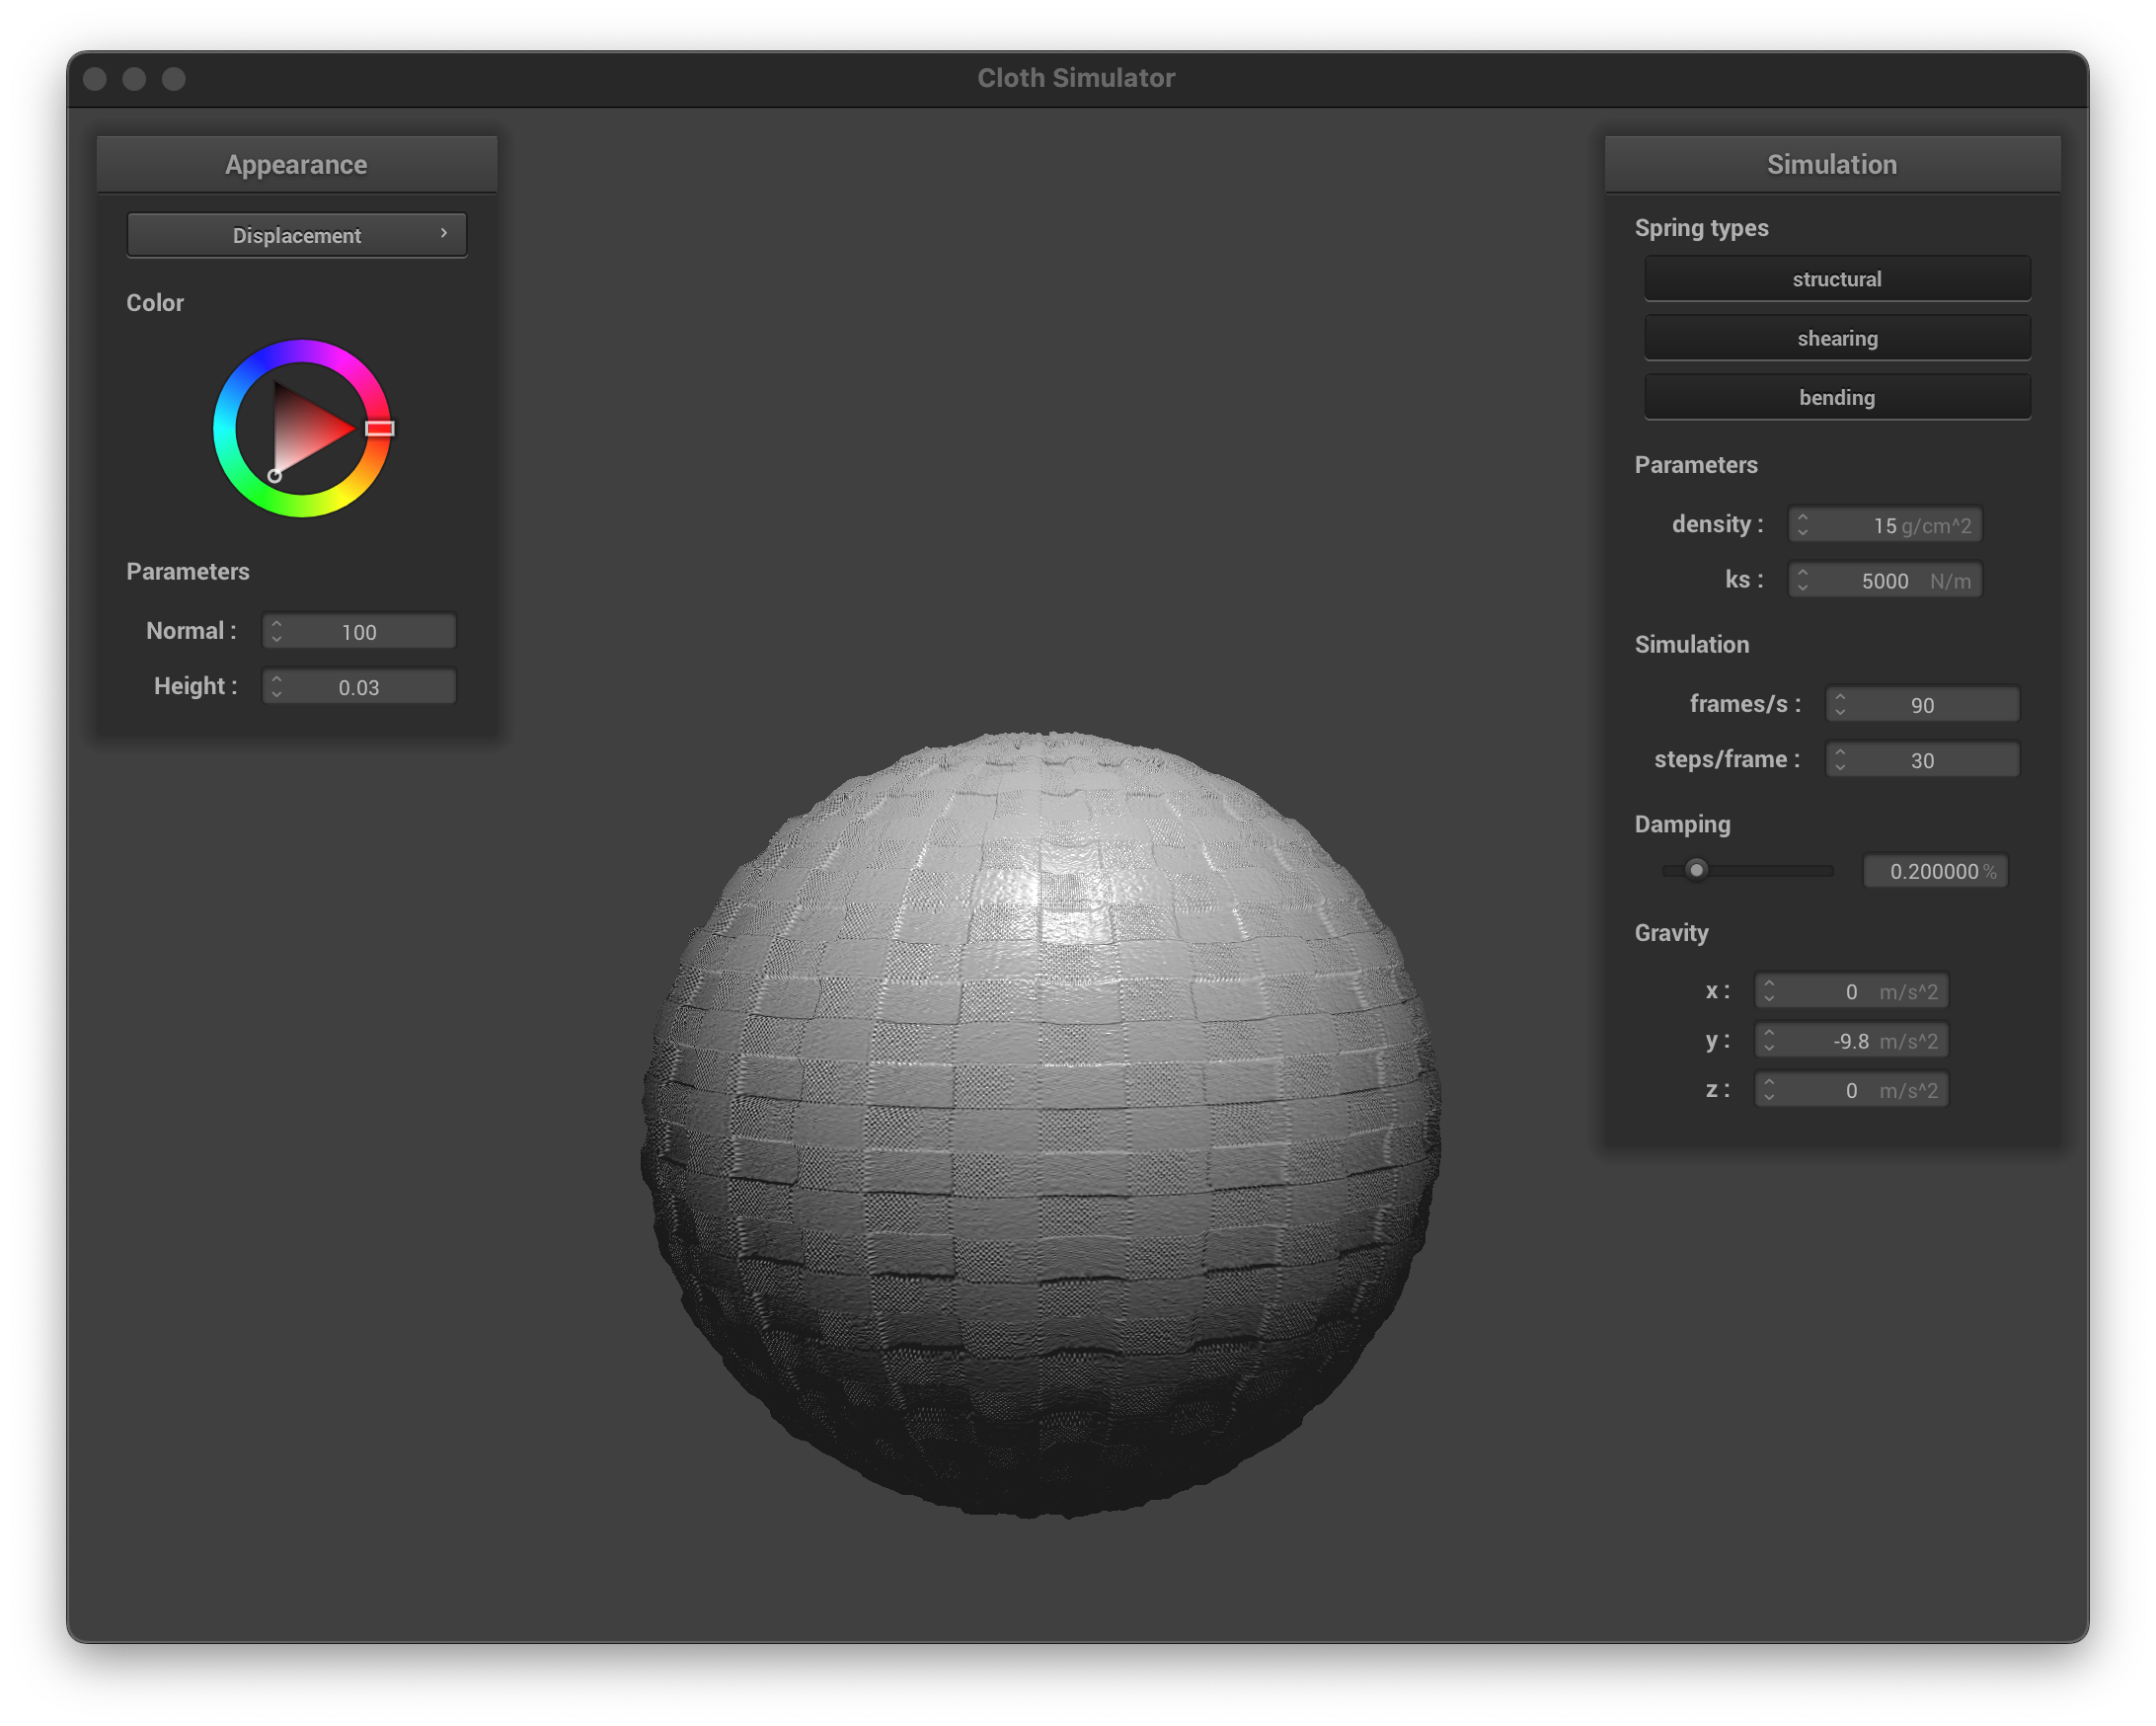 Cloth Simulator
Appearance
Displacement
Color
Parameters
Normal : 100
Height : 0.03
Simulation
Spring types
structural
shearing
bending
Parameters
density : 15 g/cm^2
ks : 5000 N/m
Simulation
frames/s : 90
steps/frame : 30
Damping
0.200000 %
Gravity
x : 0 m/s^2
y : -9.8 m/s^2
z : 0 m/s^2